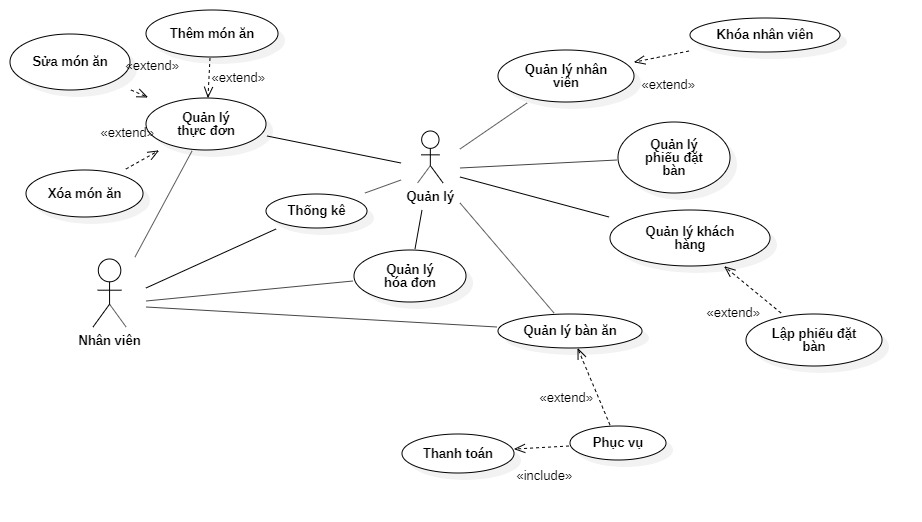 Thêm món ăn
Khóa nhân viên
Sửa món ăn
«extend»
«extend»
Quản lý nhân
viên
«extend»
Quản lý
thực đơn
«extend»
Quản lý
phiếu đặt
bàn
Xóa món ăn
Quản lý
Thống kê
Quản lý khách
hàng
Quản lý
hóa đơn
Nhân viên
«extend»
Quản lý bàn ăn
Lập phiếu đặt
bàn
«extend»
Phục vụ
Thanh toán
«include»